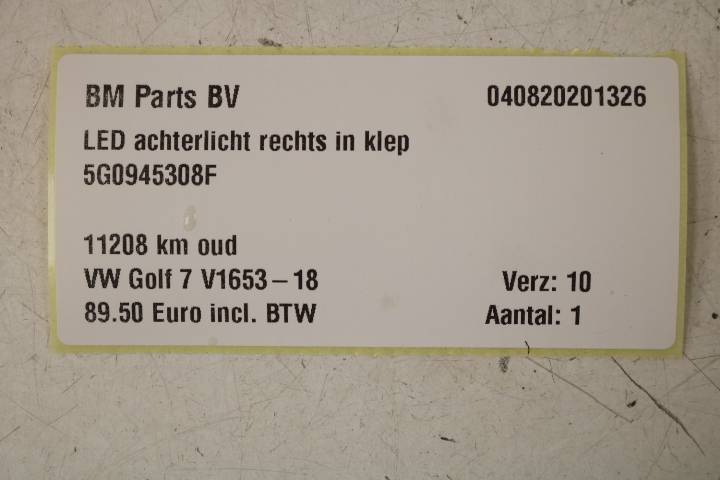 BM Parts BV 040820201326
LED achterlicht rechts in klep
5G0945308F
11208 km oud
VW Golf 7 V1653-18 Verz: 10
89.50 Euro incl. BTW Aantal: 1